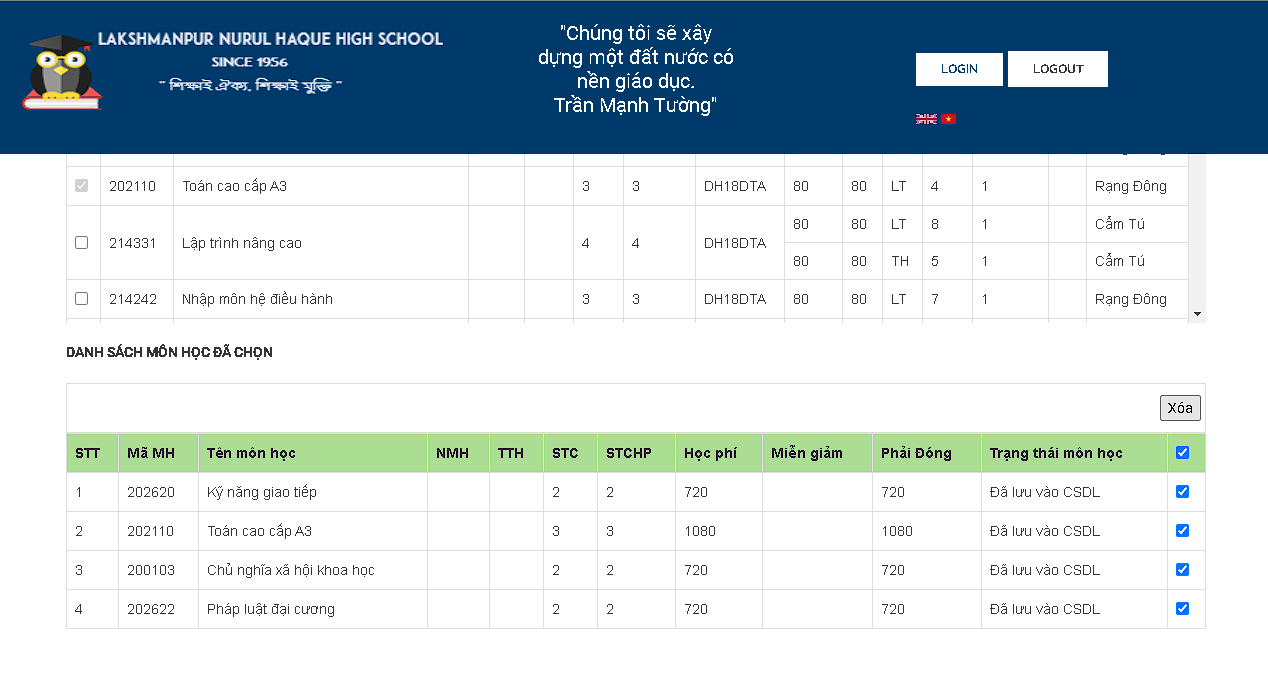 LAKSHMANPUR NURUL HAQUE HIGH SCHOOL
SINCE 1956
" শিক্ষাই ঐক্য, শিক্ষাই মুক্তি "
"Chúng tôi sẽ xây
dựng một đất nước có
nền giáo dục.
Trần Mạnh Tường"
LOGIN LOGOUT
202110 Toán cao cấp A3 3 3 DH18DTA 80 80 LT 4 1 Rạng Đông
80 80 LT 8 1 Cẩm Tú
214331 Lập trình nâng cao 4 4 DH18DTA
80 80 TH 5 1 Cẩm Tú
214242 Nhập môn hệ điều hành 3 3 DH18DTA 80 80 LT 7 1 Rạng Đông
DANH SÁCH MÔN HỌC ĐÃ CHỌN
Xóa
STT Mã MH Tên môn học NMH TTH STC STCHP Học phí Miễn giảm Phải Đóng Trạng thái môn học
1 202620 Kỹ năng giao tiếp 2 2 720 720 Đã lưu vào CSDL
2 202110 Toán cao cấp A3 3 3 1080 1080 Đã lưu vào CSDL
3 200103 Chủ nghĩa xã hội khoa học 2 2 720 720 Đã lưu vào CSDL
4 202622 Pháp luật đại cương 2 2 720 720 Đã lưu vào CSDL